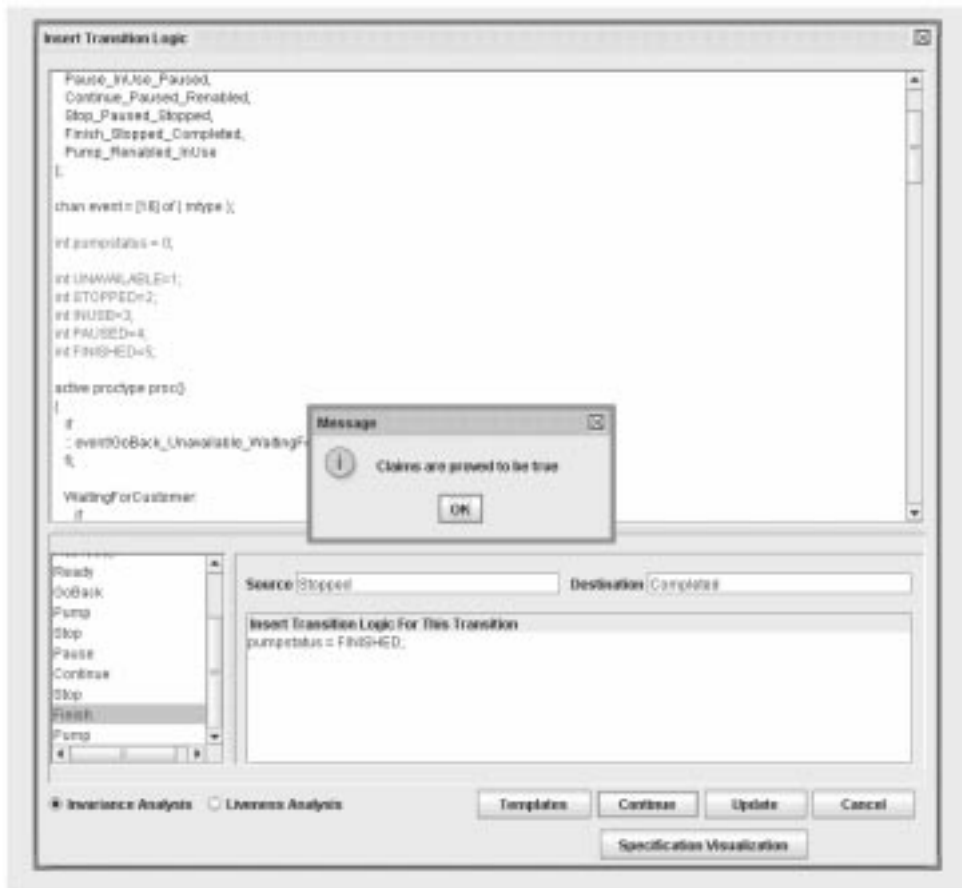 Insert Transition Logic
Pause_InUse_Paused,
Continue_Paused_Renabled,
Stop_Paused_Stopped,
Finish_Stopped_Completed,
Pump_Renabled_InUse
};
chan event = [18] of { mtype };
int pumpstatus = 0;
int UNAVAILABLE=1;
int STOPPED=2;
int INUSE=3;
int PAUSED=4;
int FINISHED=5;
active proctype proc()
{
if
:: event!GoBack_Unavailable_WaitingF
fi;
WaitingForCustomer:
if
Message
Claims are proved to be true
OK
Ready
GoBack
Pump
Stop
Pause
Continue
Stop
Finish
Pump
Source Stopped Destination Completed
Insert Transition Logic For This Transition
pumpstatus = FINISHED;
Invariance Analysis Liveness Analysis Templates Continue Update Cancel
Specification Visualization